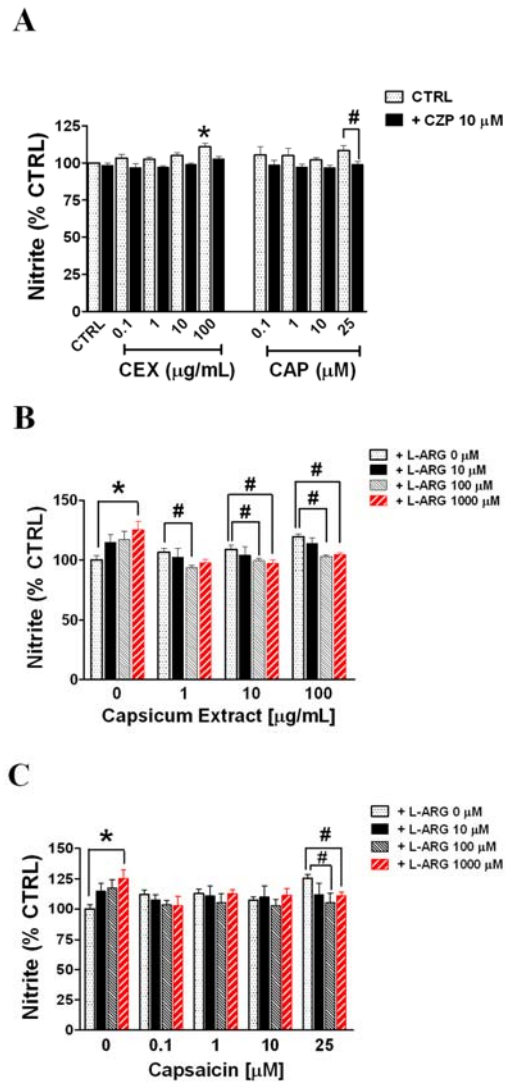 A
CTRL
+ CZP 10 μM
#
*
125
100
75
50
25
0
Nitrite (% CTRL)
CTRL 0.1 1 10 100 0.1 1 10 25
CEX (μg/mL) CAP (μM)
B
+ L-ARG 0 μM
+ L-ARG 10 μM
+ L-ARG 100 μM
+ L-ARG 1000 μM
# #
* # # #
150
100
50
0
Nitrite (% CTRL)
0 1 10 100
Capsicum Extract [μg/mL]
C
+ L-ARG 0 μM
+ L-ARG 10 μM
+ L-ARG 100 μM
+ L-ARG 1000 μM
* #
#
150
125
100
75
50
25
0
Nitrite (% CTRL)
0 0.1 1 10 25
Capsaicin [μM]